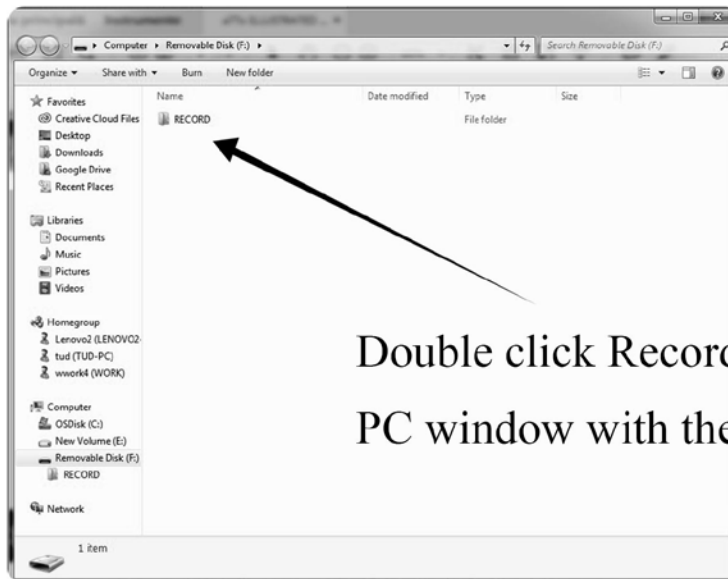 Computer Removable Disk (F:)
Search Removable Disk (F:)
Organize Share with Burn New folder
Name Date modified Type Size
RECORD File folder
Favorites
Creative Cloud Files
Desktop
Downloads
Google Drive
Recent Places
Libraries
Documents
Music
Pictures
Videos
Homegroup
Lenovo2 (LENOVO2-
tud (TUD-PC)
wwork4 (WORK)
Computer
OSDisk (C:)
New Volume (E:)
Removable Disk (F:)
RECORD
Network
1 item
Double click Record
PC window with the